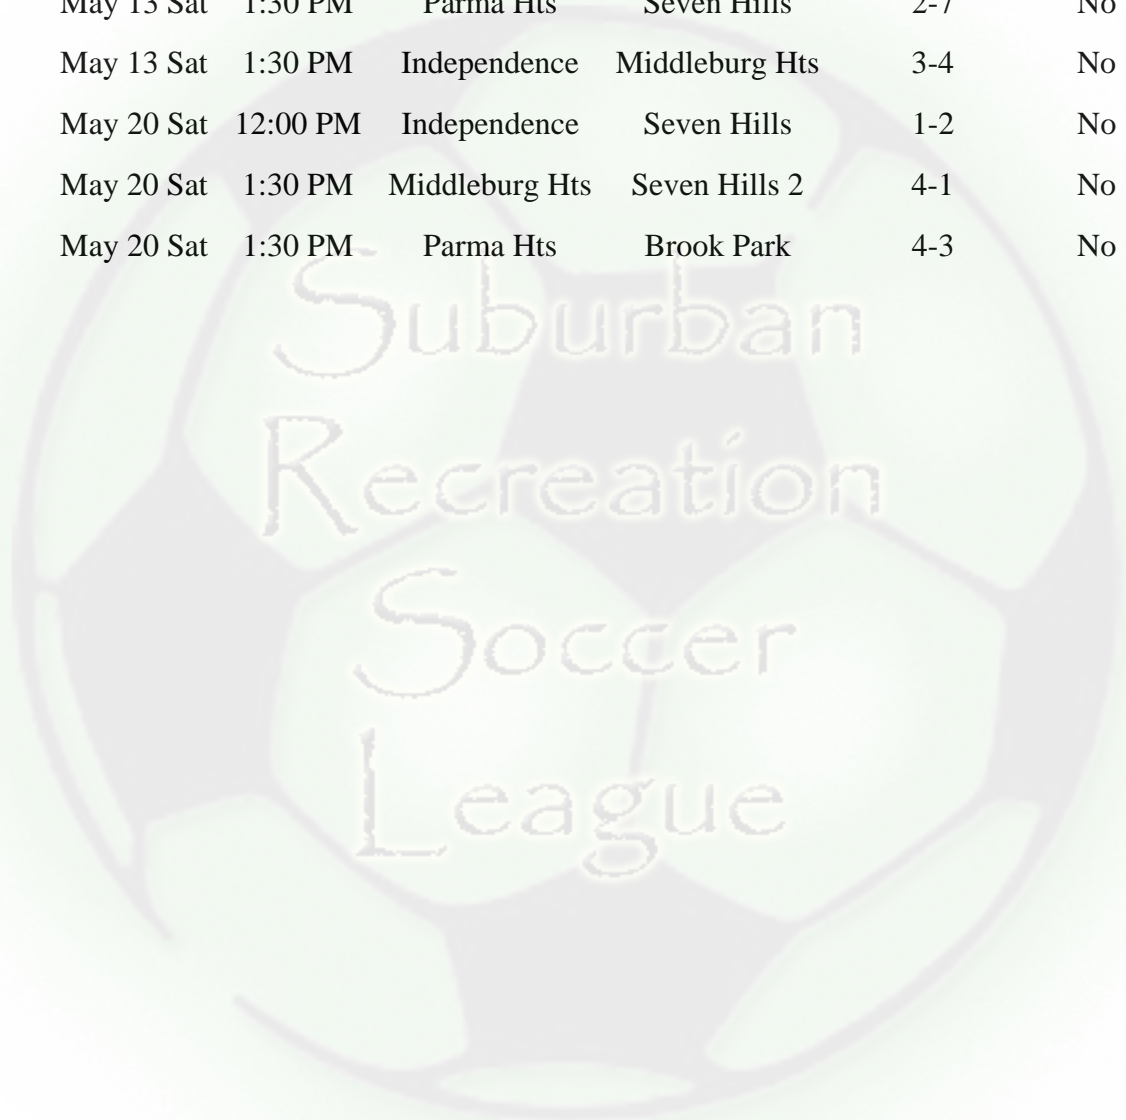 May 13 Sat 1:30 PM Parma Hts Seven Hills 2-7 No
May 13 Sat 1:30 PM Independence Middleburg Hts 3-4 No
May 20 Sat 12:00 PM Independence Seven Hills 1-2 No
May 20 Sat 1:30 PM Middleburg Hts Seven Hills 2 4-1 No
May 20 Sat 1:30 PM Parma Hts Brook Park 4-3 No
Suburban
Recreation
Soccer
League